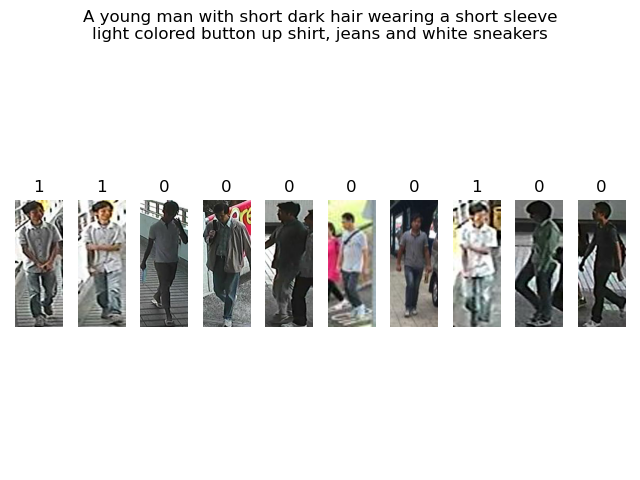 A young man with short dark hair wearing a short sleeve
light colored button up shirt, jeans and white sneakers
1 1 0 0 0 0 0 1 0 0